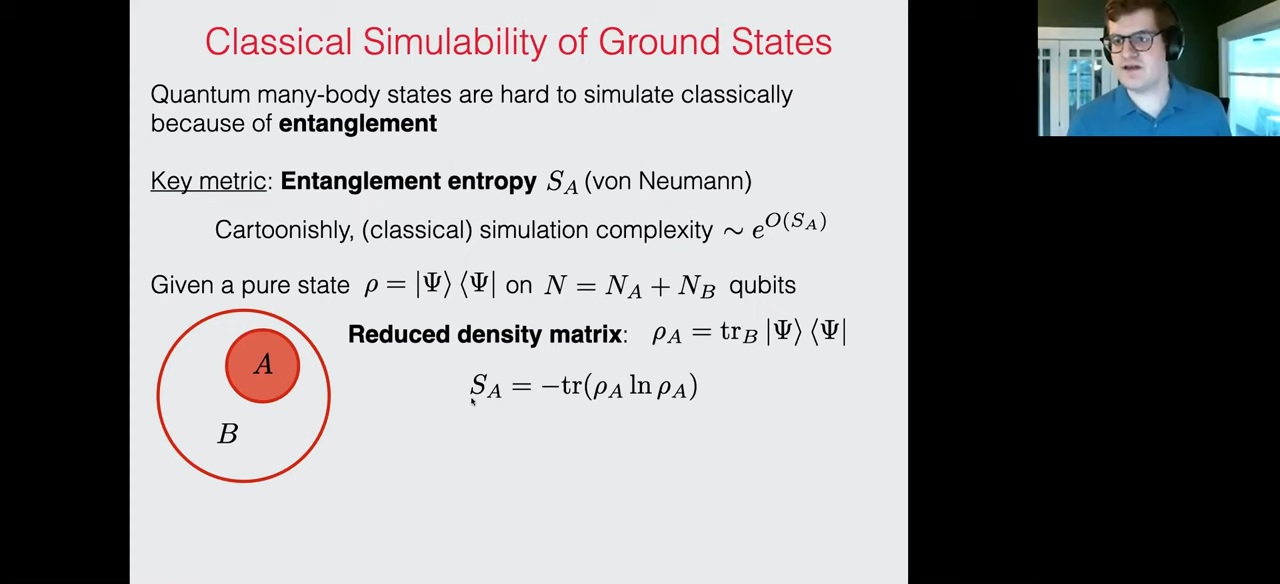 Classical Simulability of Ground States
Quantum many-body states are hard to simulate classically
because of entanglement
Key metric: Entanglement entropy S_A (von Neumann)
Cartoonishly, (classical) simulation complexity ∼ e^{O(S_A)}
Given a pure state ρ = |Ψ⟩ ⟨Ψ| on N = N_A + N_B qubits
Reduced density matrix: ρ_A = tr_B |Ψ⟩ ⟨Ψ|
A
S_A = −tr(ρ_A ln ρ_A)
B